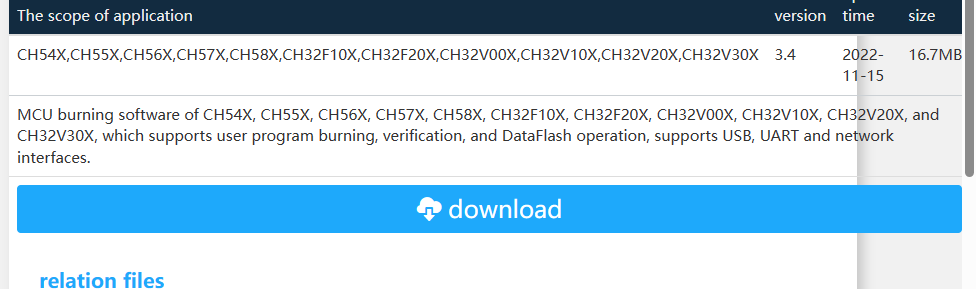 The scope of application version time size
CH54X,CH55X,CH56X,CH57X,CH58X,CH32F10X,CH32F20X,CH32V00X,CH32V10X,CH32V20X,CH32V30X 3.4 2022-11-15 16.7MB
MCU burning software of CH54X, CH55X, CH56X, CH57X, CH58X, CH32F10X, CH32F20X, CH32V00X, CH32V10X, CH32V20X, and
CH32V30X, which supports user program burning, verification, and DataFlash operation, supports USB, UART and network
interfaces.
download
relation files